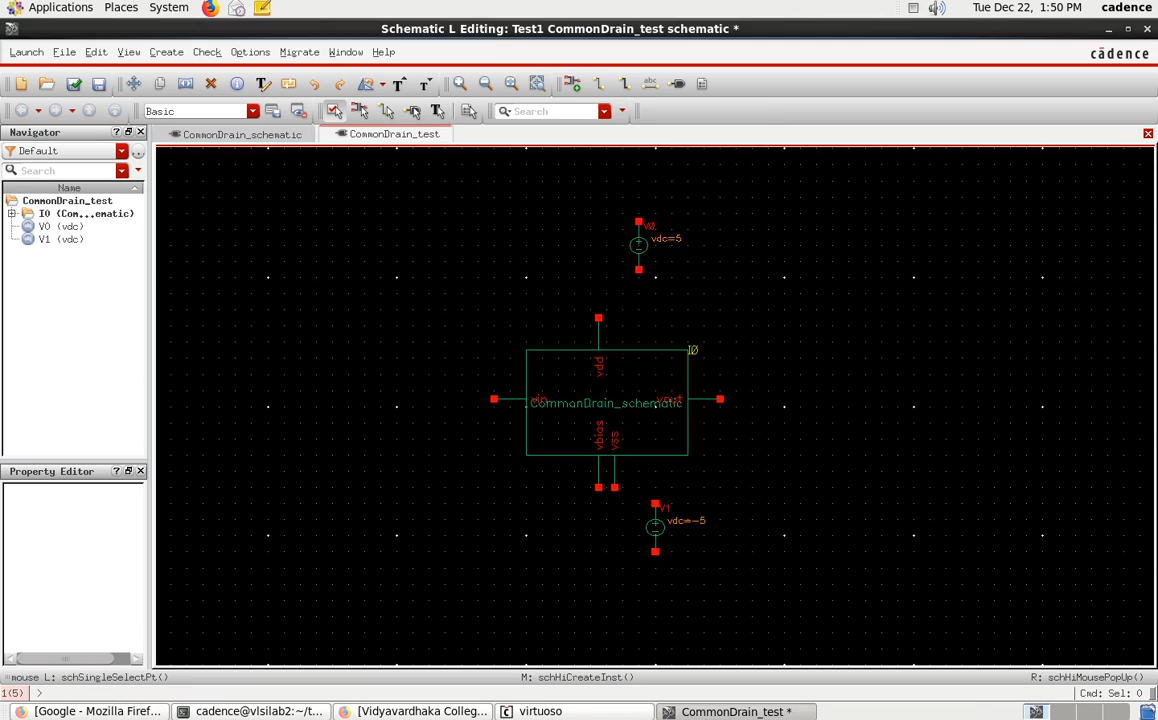 Applications Places System Tue Dec 22, 1:50 PM cadence
Schematic L Editing: Test1 CommonDrain_test schematic *
Launch File Edit View Create Check Options Migrate Window Help cādence
Basic Search
Navigator ? CommonDrain_schematic CommonDrain_test
Default
Search
Name
CommonDrain_test
I0 (Com...ematic)
V0 (vdc)
V1 (vdc)
V0
vdc=5
I0
vdd
vin CommonDrain_schematic vout
vbias vss
Property Editor ?
V1
vdc=-5
mouse L: schSingleSelectPt() M: schHiCreateInst() R: schHiMousePopUp()
1(5) > Cmd: Sel: 0
[Google - Mozilla Firef... cadence@vlsilab2:~/t... [Vidyavardhaka Colleg... virtuoso CommonDrain_test *